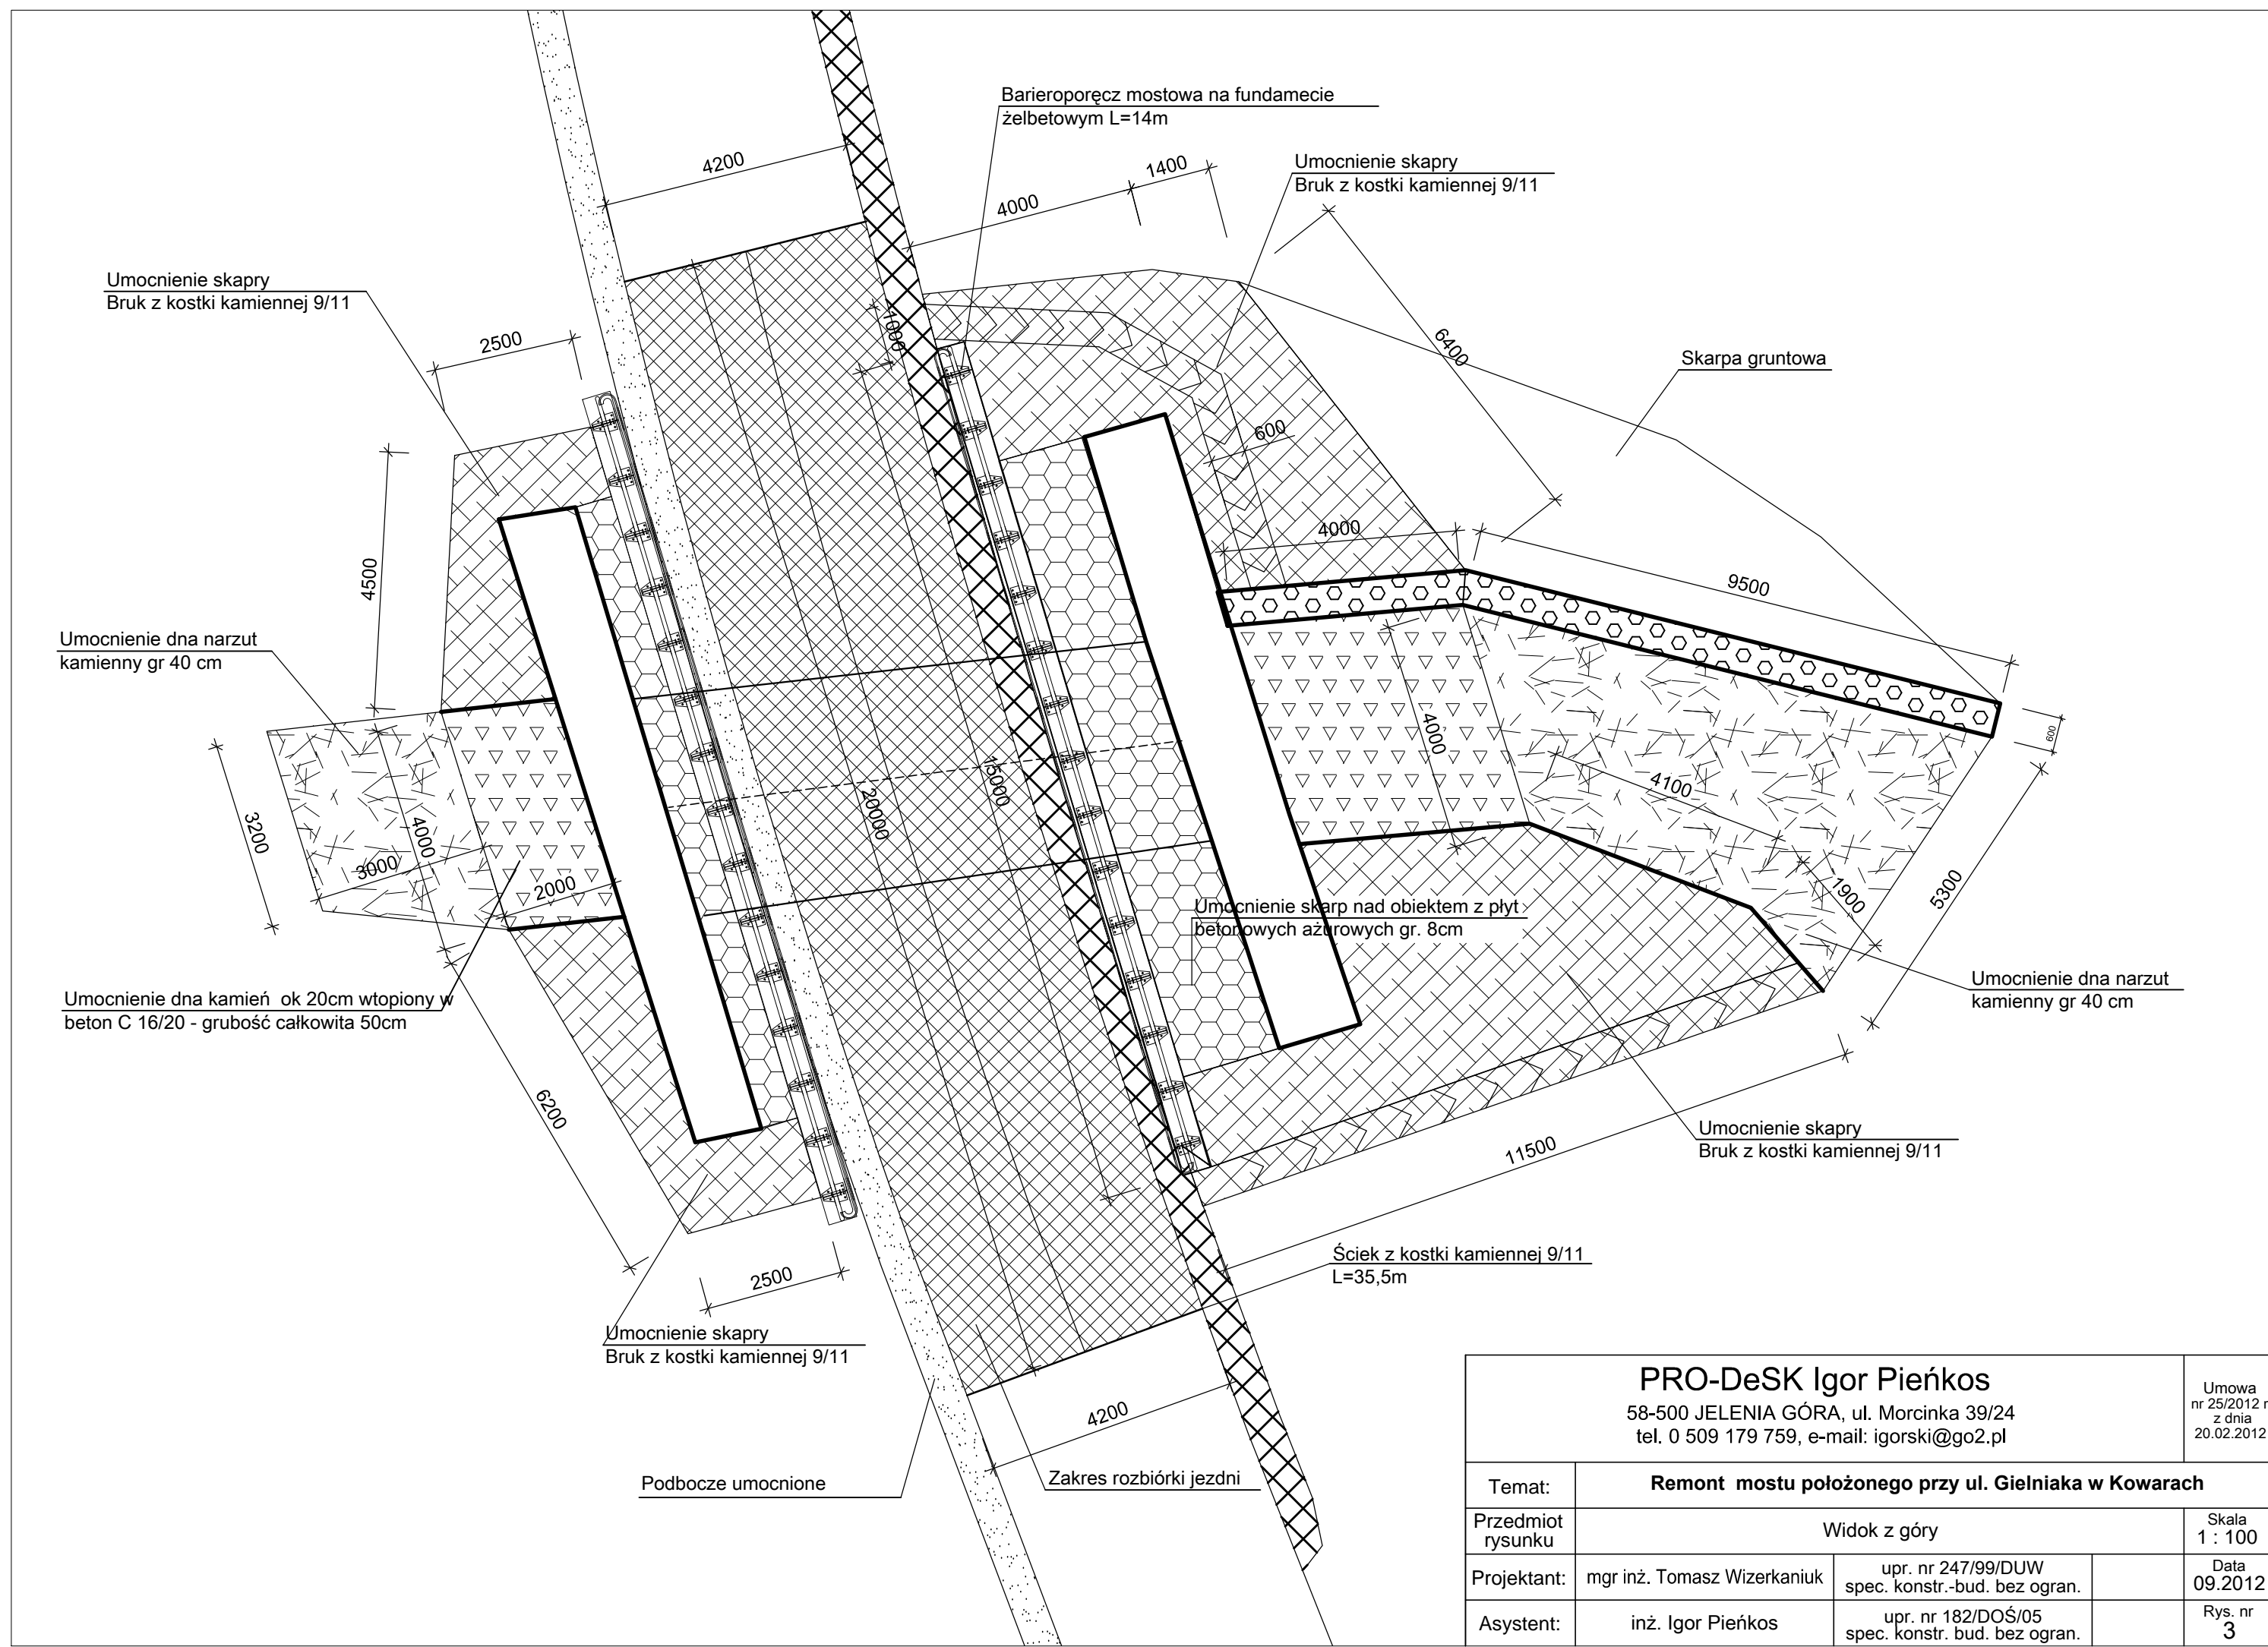 Barieroporęcz mostowa na fundamecie
żelbetowym L=14m
4200
1400
4000
Umocnienie skapry
Bruk z kostki kamiennej 9/11
Umocnienie skapry
Bruk z kostki kamiennej 9/11
2500
1000
6400
Skarpa gruntowa
600
4000
4500
9500
Umocnienie dna narzut
kamienny gr 40 cm
4000
600
15000
20000
4100
3200
4000
3000
2000
1900
5300
Umocnienie skarp nad obiektem z płyt
betonowych ażurowych gr. 8cm
Umocnienie dna narzut
kamienny gr 40 cm
Umocnienie dna kamień ok 20cm wtopiony w
beton C 16/20 - grubość całkowita 50cm
6200
11500
Umocnienie skapry
Bruk z kostki kamiennej 9/11
2500
Ściek z kostki kamiennej 9/11
L=35,5m
Umocnienie skapry
Bruk z kostki kamiennej 9/11
4200
Podbocze umocnione
Zakres rozbiórki jezdni
PRO-DeSK Igor Pieńkos
58-500 JELENIA GÓRA, ul. Morcinka 39/24
tel. 0 509 179 759, e-mail: igorski@go2.pl
Umowa
nr 25/2012 r
z dnia
20.02.2012
Temat:
Remont mostu położonego przy ul. Gielniaka w Kowarach
Przedmiot
rysunku
Widok z góry
Skala
1 : 100
Projektant:
mgr inż. Tomasz Wizerkaniuk
upr. nr 247/99/DUW
spec. konstr.-bud. bez ogran.
Data
09.2012
Asystent:
inż. Igor Pieńkos
upr. nr 182/DOŚ/05
spec. konstr. bud. bez ogran.
Rys. nr
3